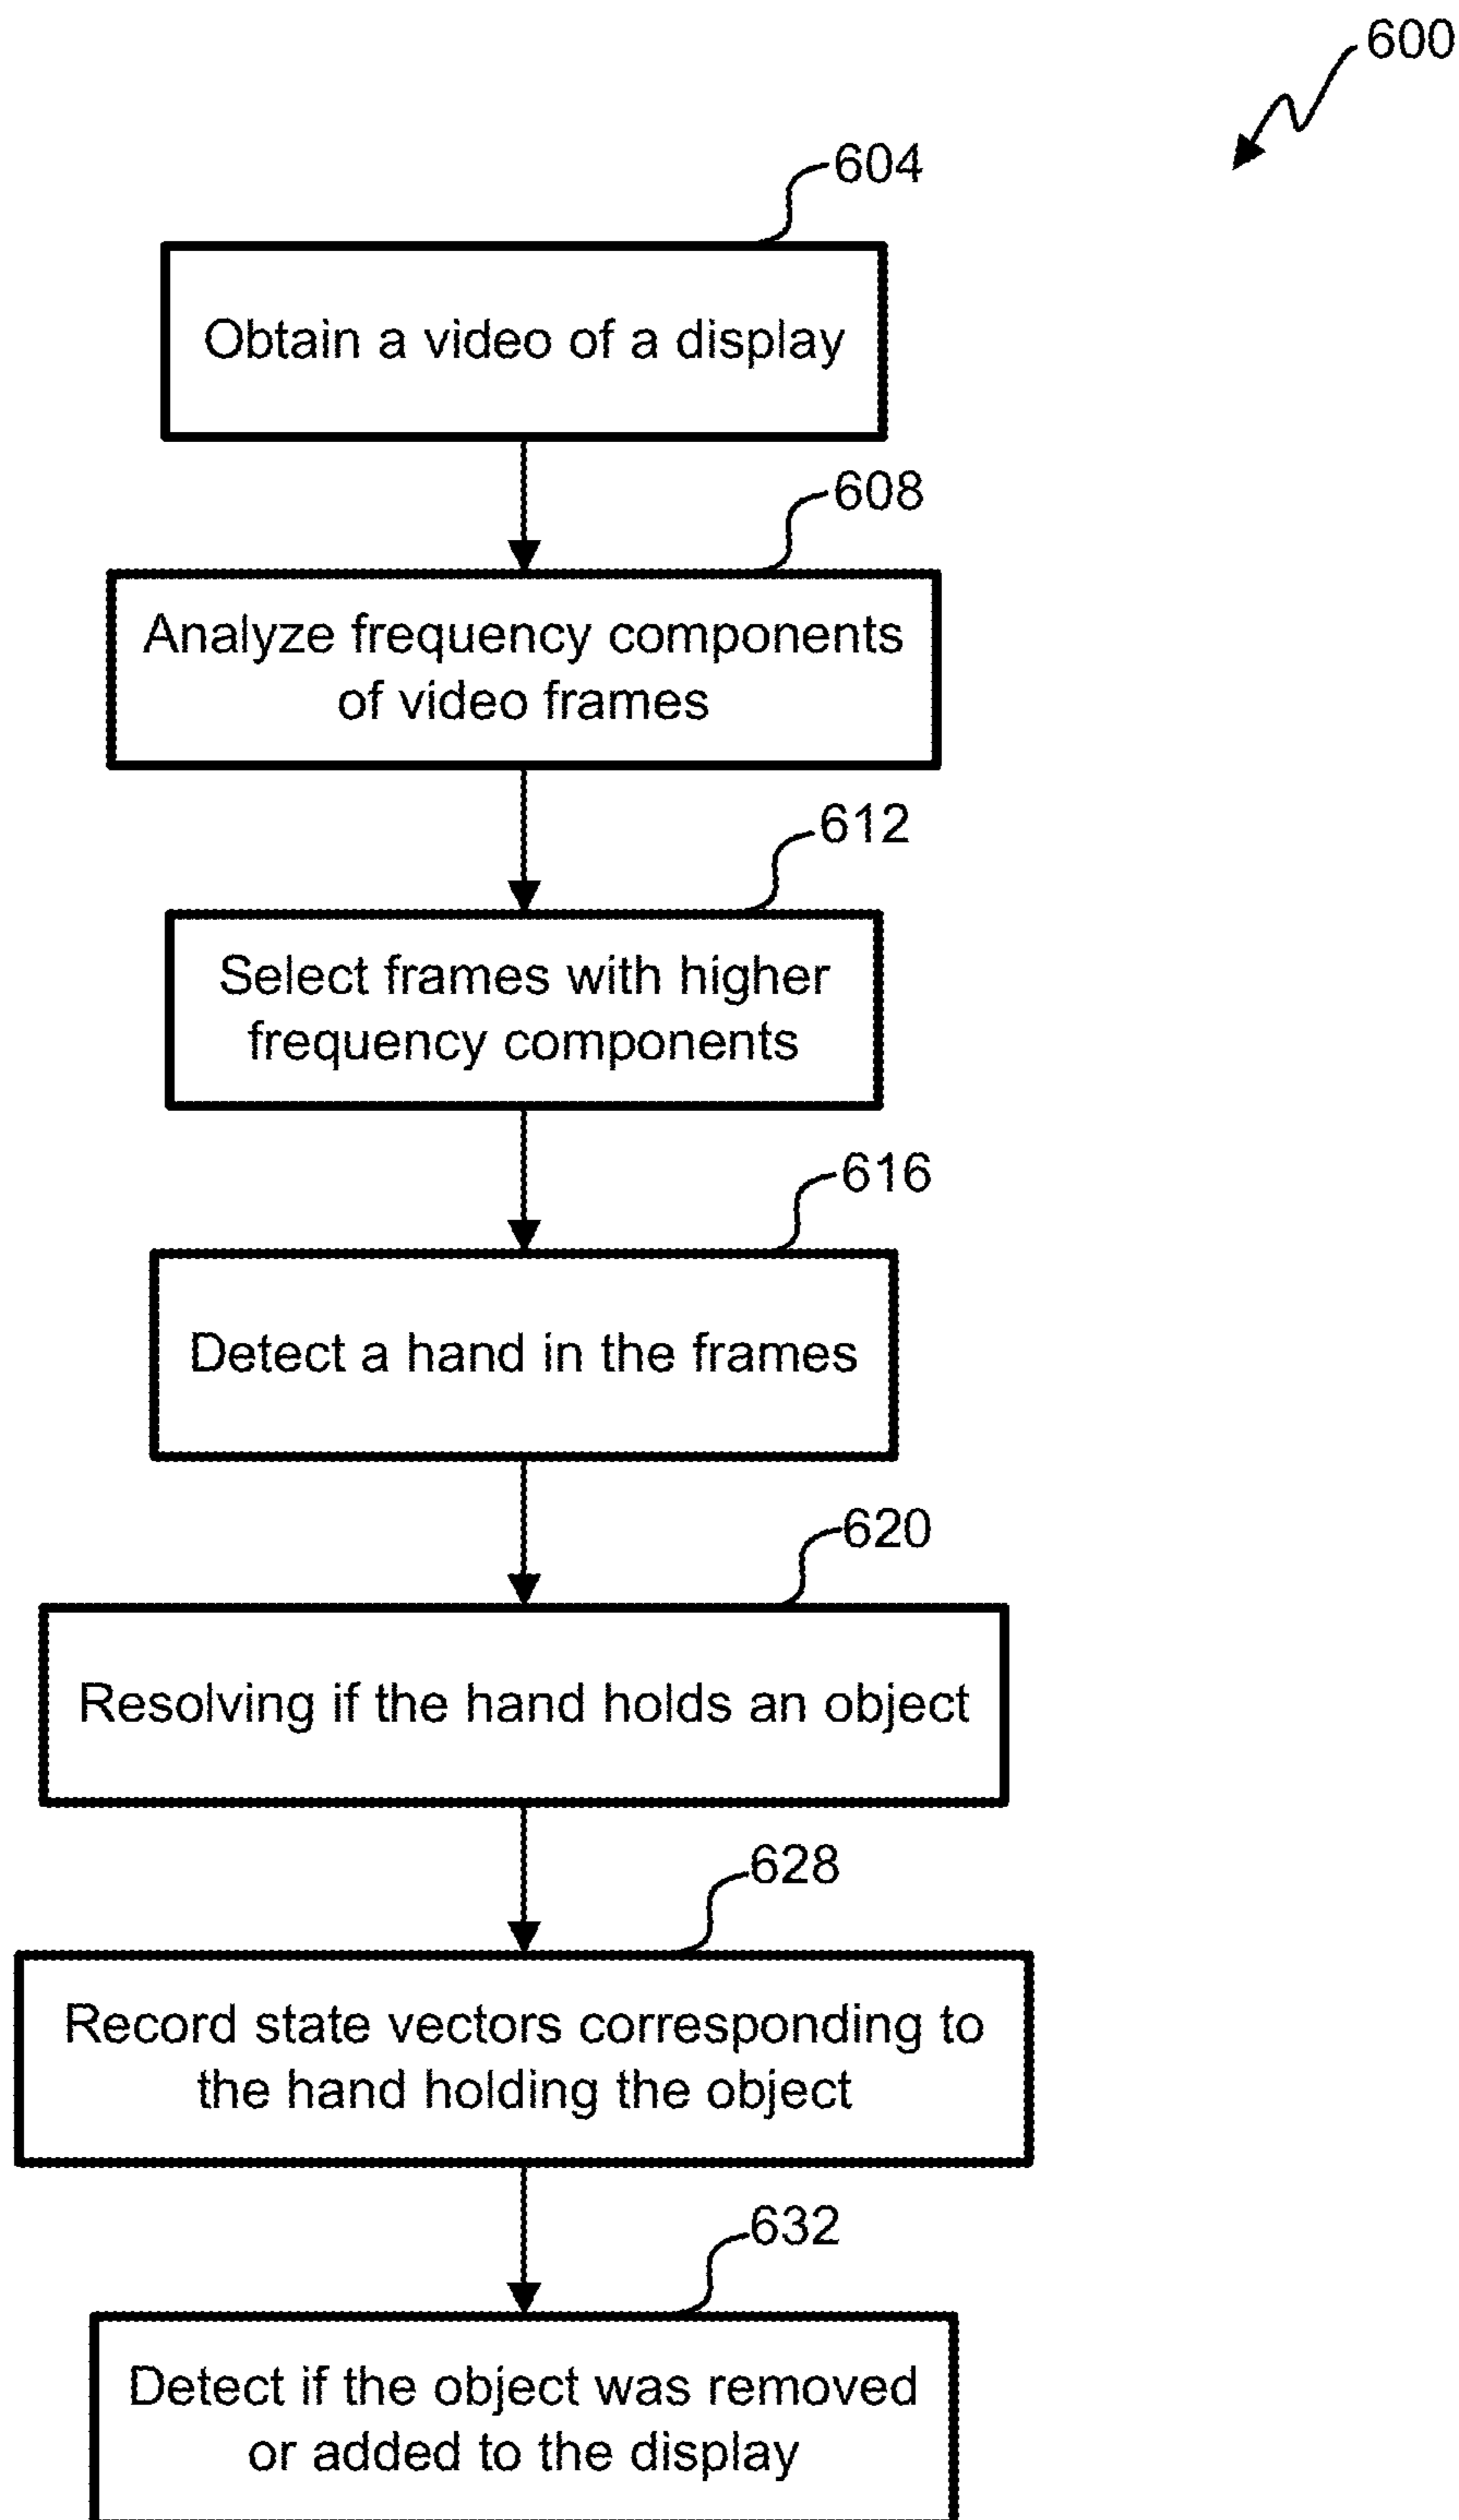 600
604
Obtain a video of a display
608
Analyze frequency components
of video frames
612
Select frames with higher
frequency components
616
Detect a hand in the frames
620
Resolving if the hand holds an object
628
Record state vectors corresponding to
the hand holding the object
632
Detect if the object was removed
or added to the display